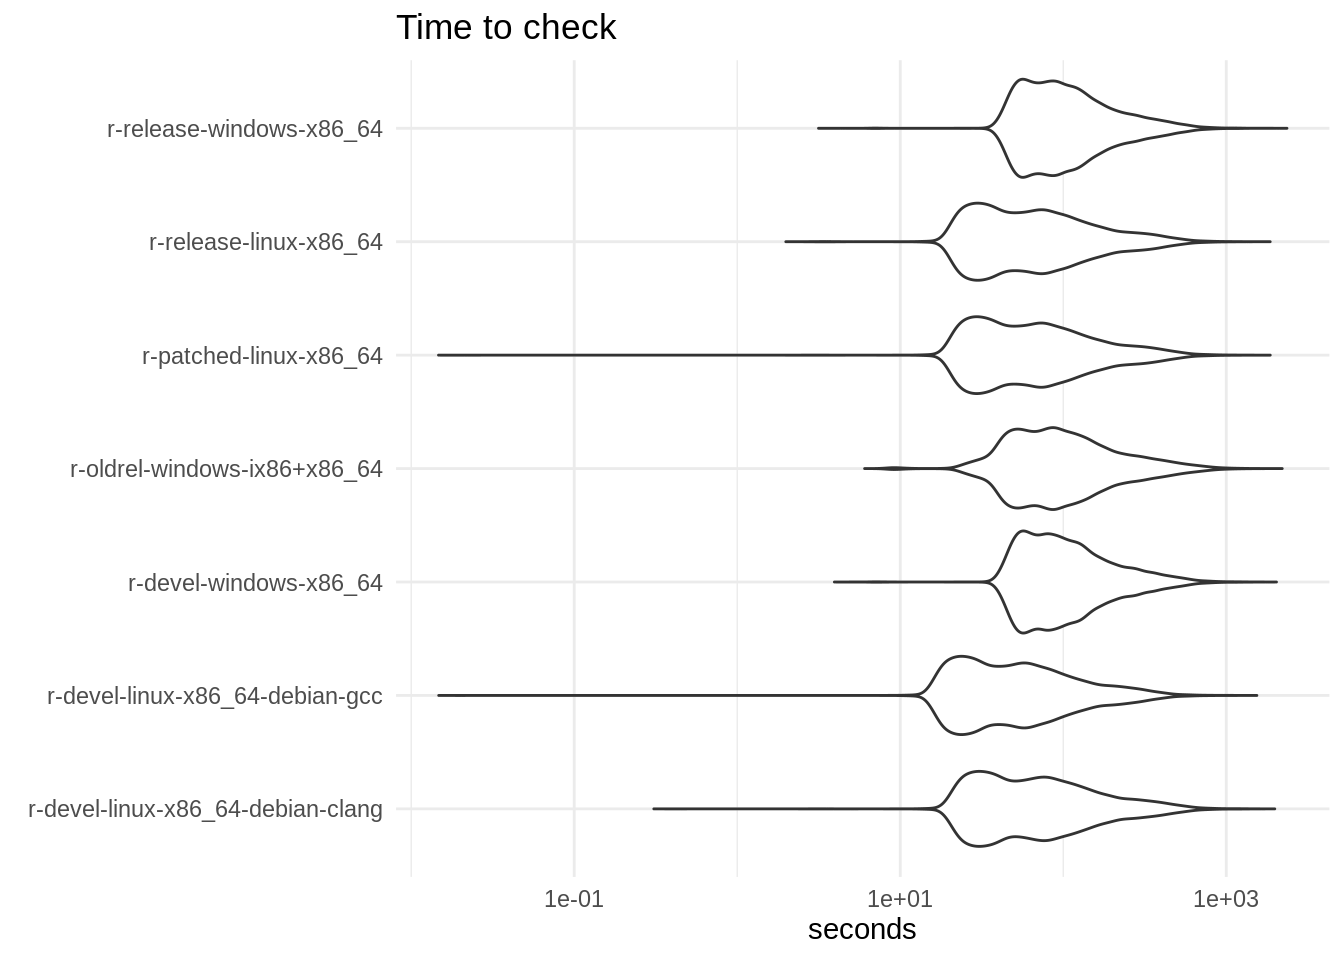 Time to check
r-release-windows-x86_64
r-release-linux-x86_64
r-patched-linux-x86_64
r-oldrel-windows-ix86+x86_64
r-devel-windows-x86_64
r-devel-linux-x86_64-debian-gcc
r-devel-linux-x86_64-debian-clang
1e-01 1e+01 1e+03
seconds